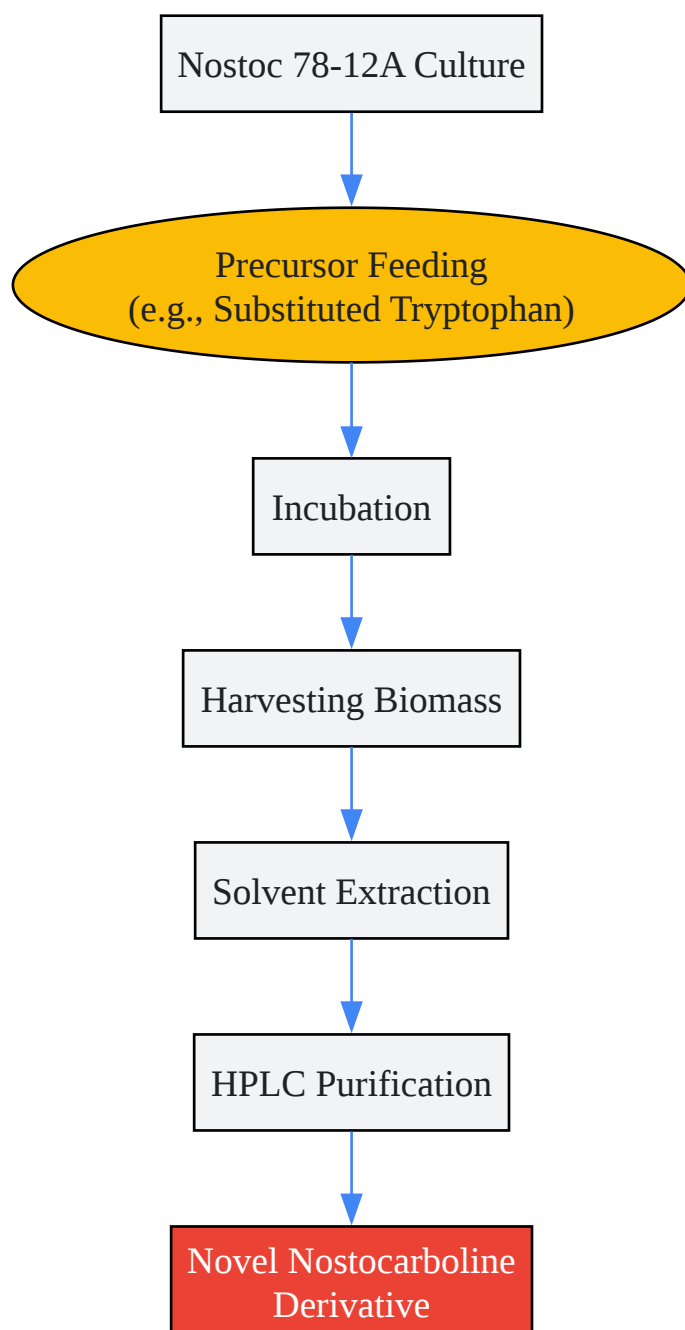 Nostoc 78-12A Culture
Precursor Feeding
(e.g., Substituted Tryptophan)
Incubation
Harvesting Biomass
Solvent Extraction
HPLC Purification
Novel Nostocarboline
Derivative